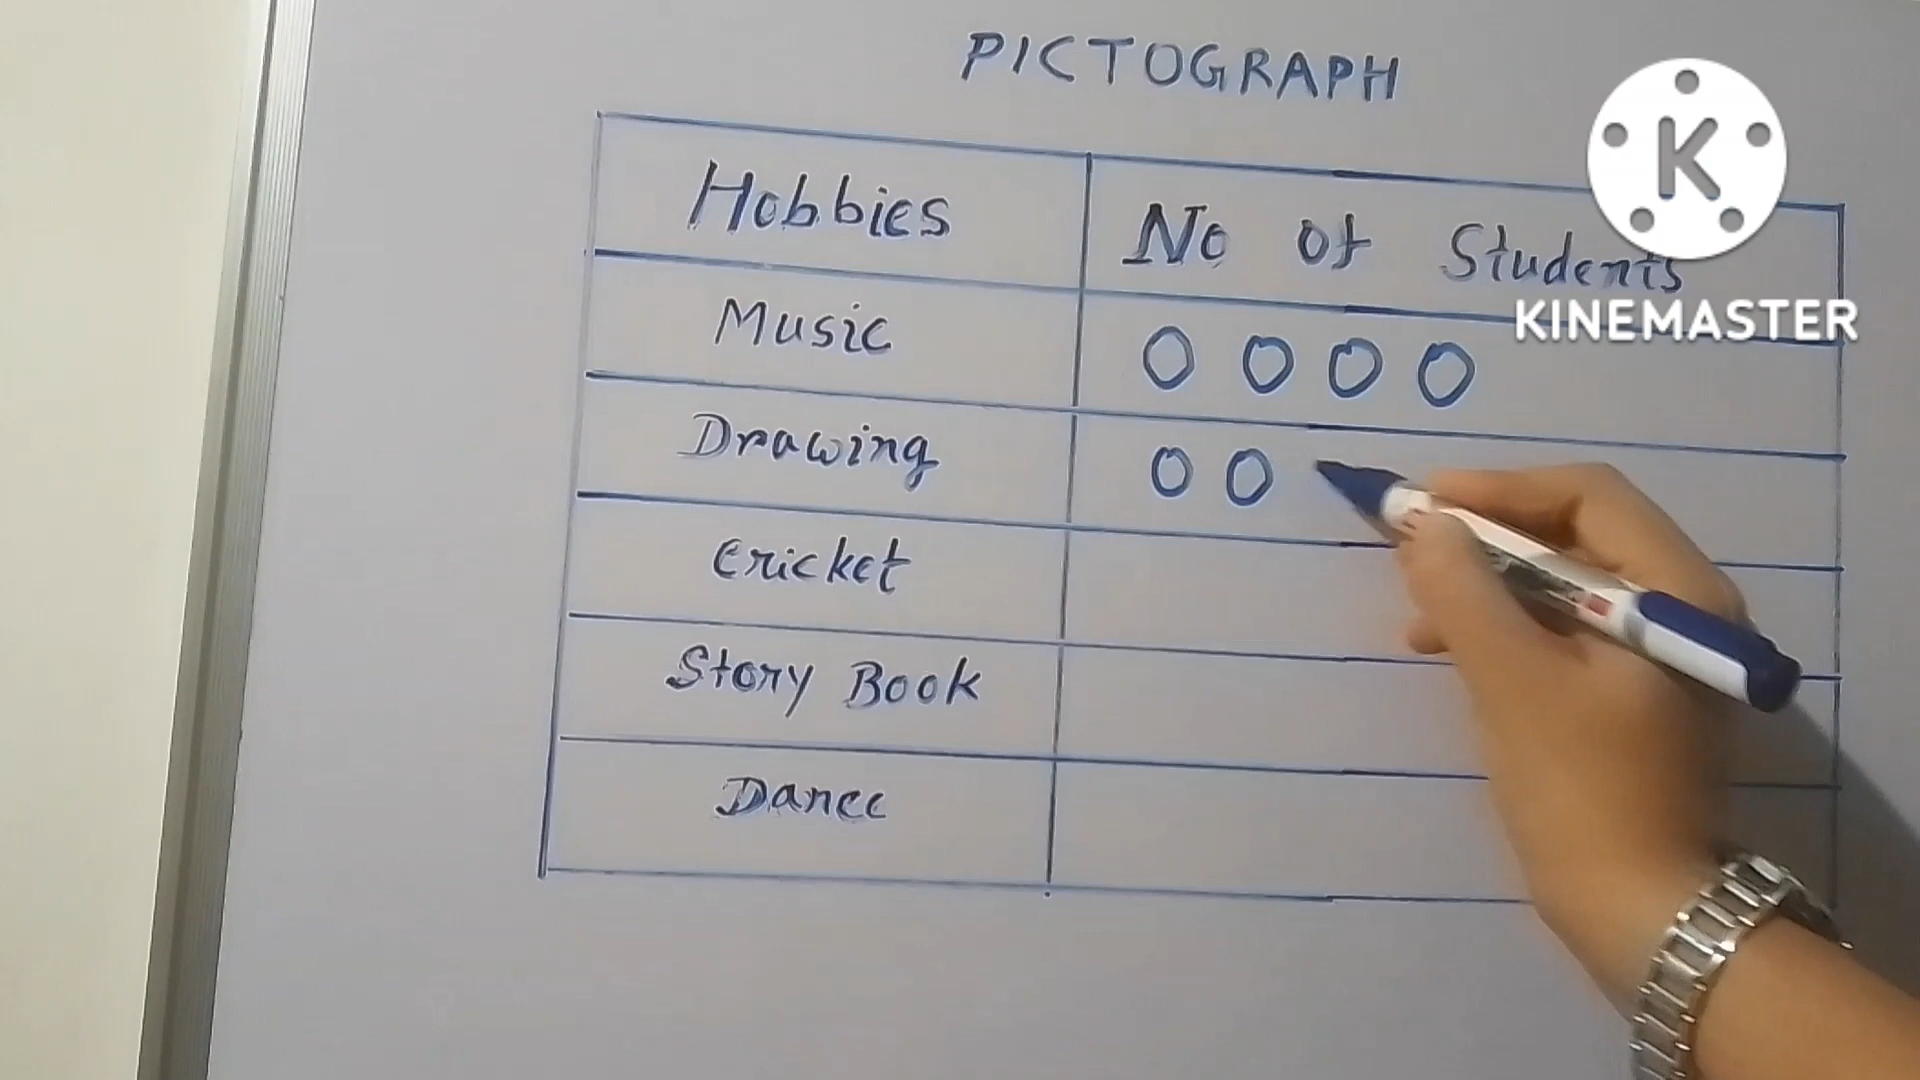 PICTOGRAPH
Hobbies
No of Students
Music
O O O O
Drawing
O O
Cricket
Story Book
Dance
K
KINEMASTER